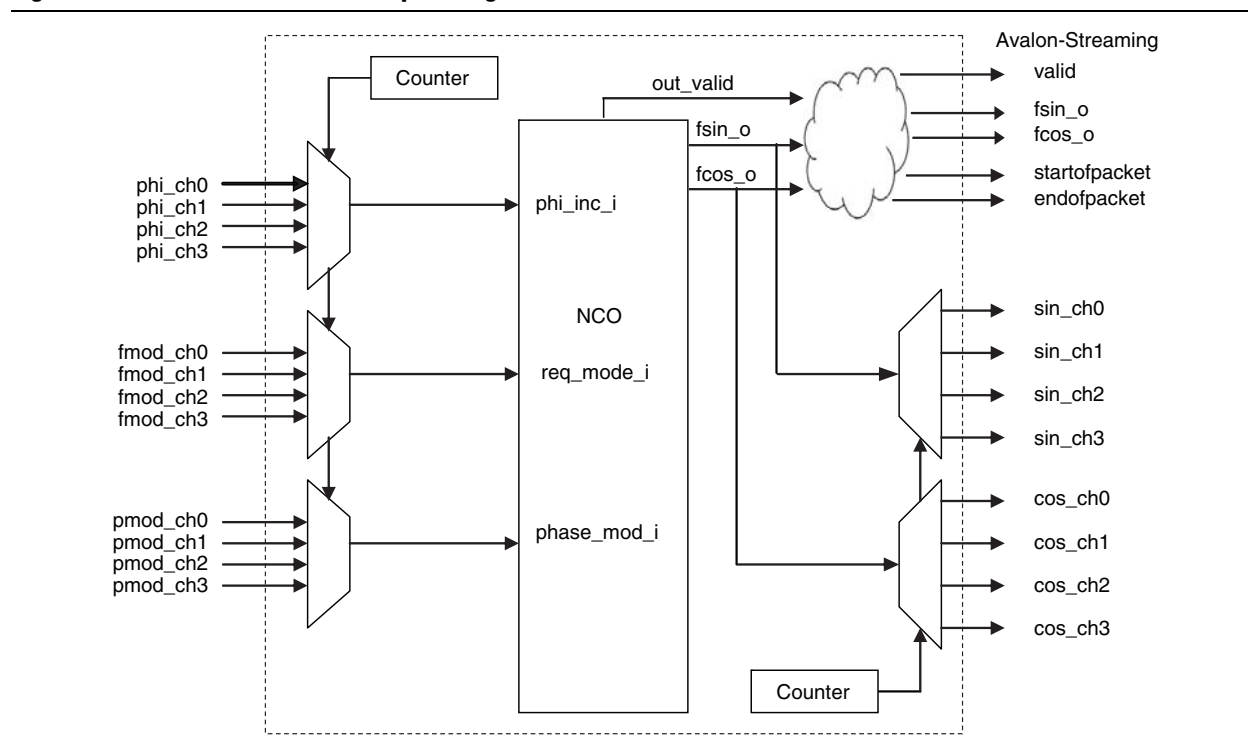 Avalon-Streaming
Counter
out_valid
valid
fsin_o
fsin_o
fcos_o
fcos_o
startofpacket
endofpacket
phi_ch0
phi_ch1
phi_ch2
phi_ch3
phi_inc_i
NCO
sin_ch0
sin_ch1
sin_ch2
sin_ch3
fmod_ch0
fmod_ch1
fmod_ch2
fmod_ch3
req_mode_i
pmod_ch0
pmod_ch1
pmod_ch2
pmod_ch3
phase_mod_i
cos_ch0
cos_ch1
cos_ch2
cos_ch3
Counter